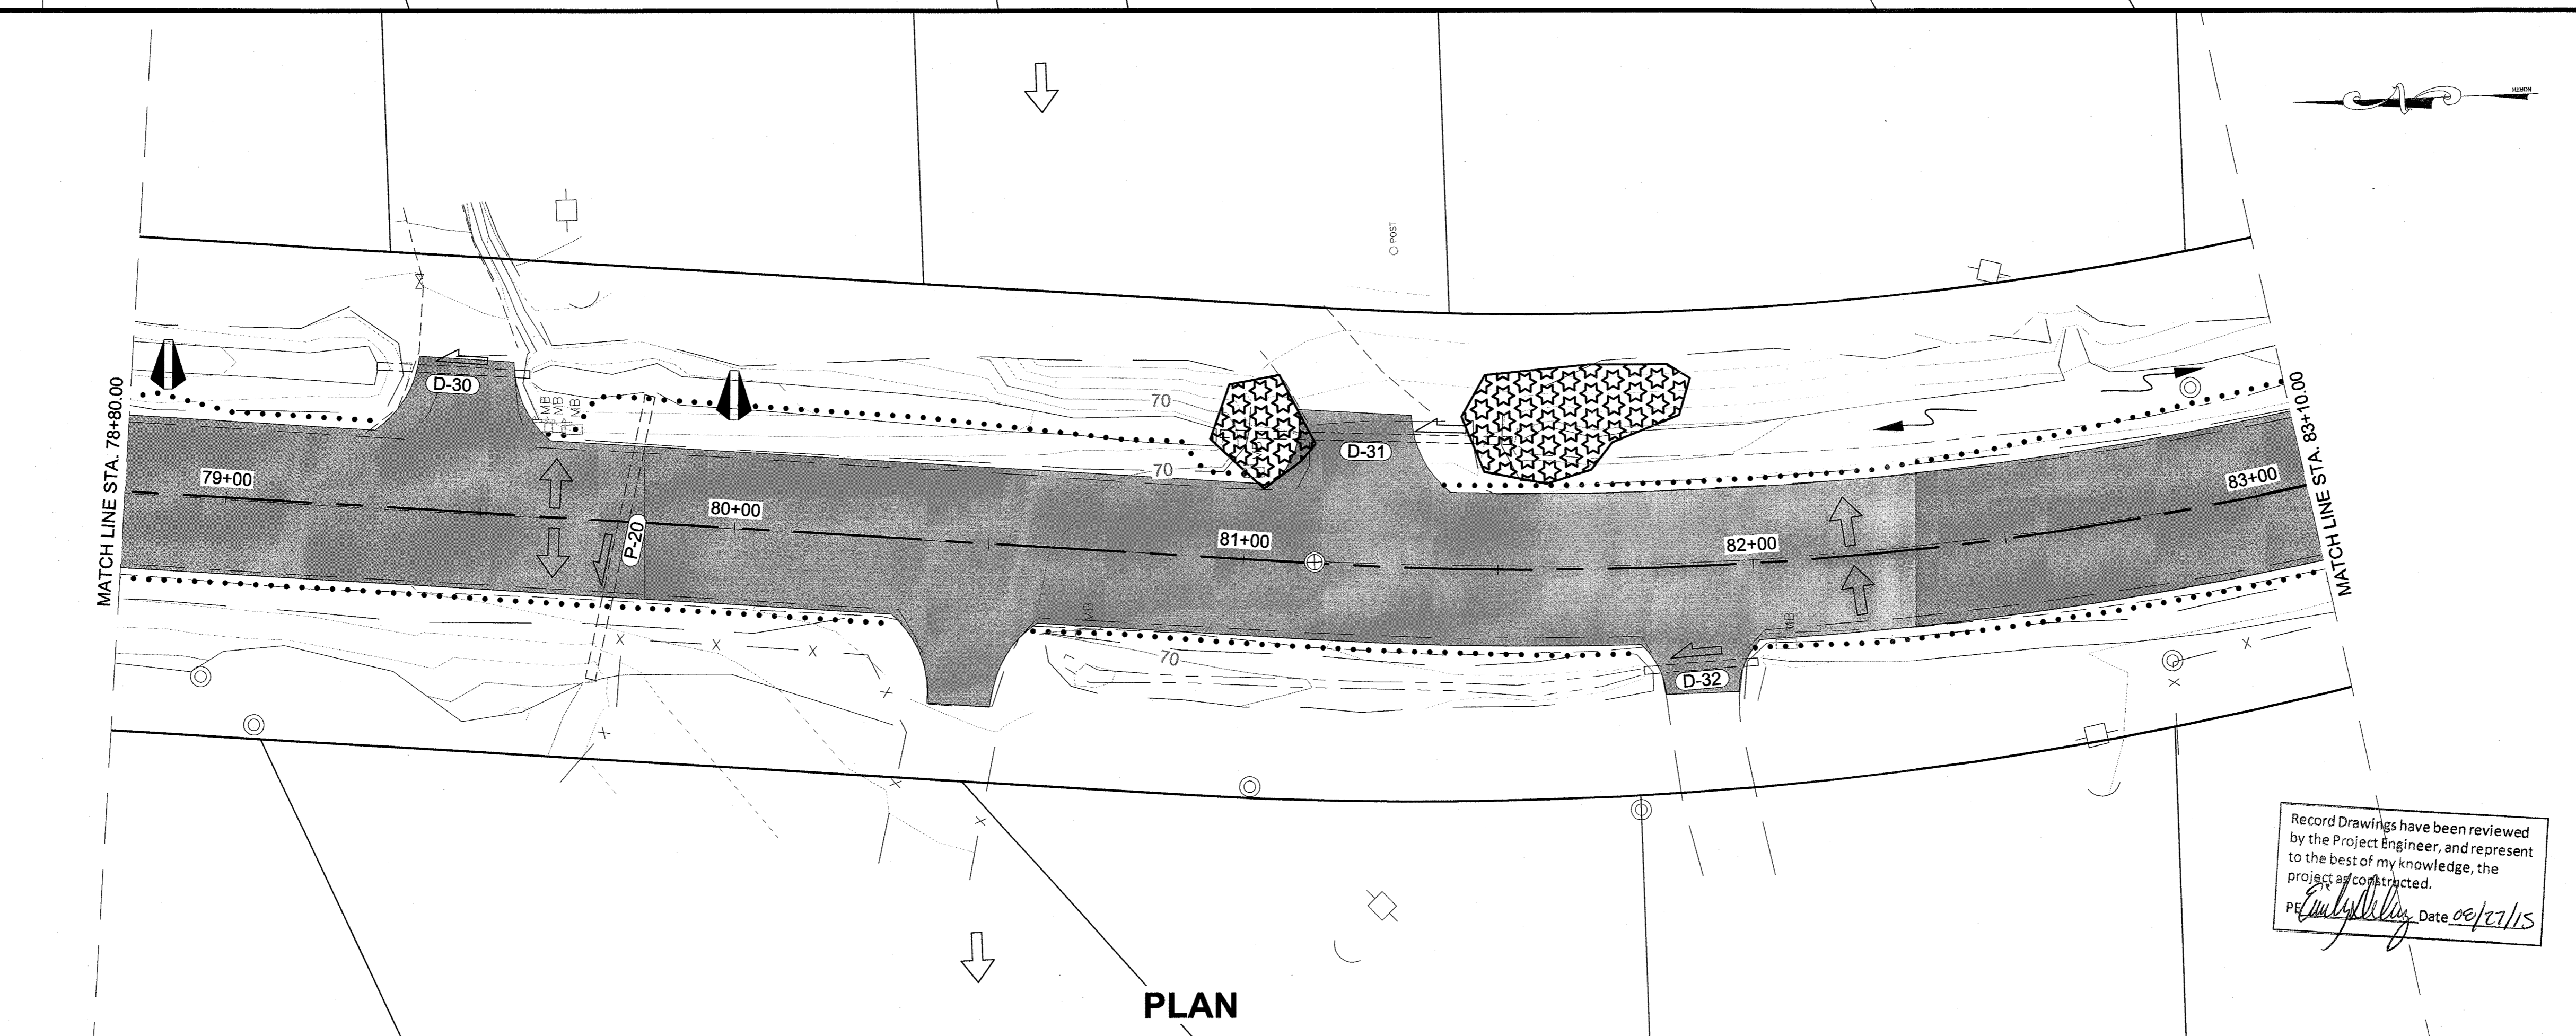 NORTH
POST
MATCH LINE STA. 78+80.00
MATCH LINE STA. 83+10.00
D-30
MB
MB
MB
70
70
D-31
79+00
80+00
P-20
81+00
82+00
83+00
MB
MB
70
D-32
Record Drawings have been reviewed
by the Project Engineer, and represent
to the best of my knowledge, the
project as constructed.
PE Date 08/27/15
PLAN